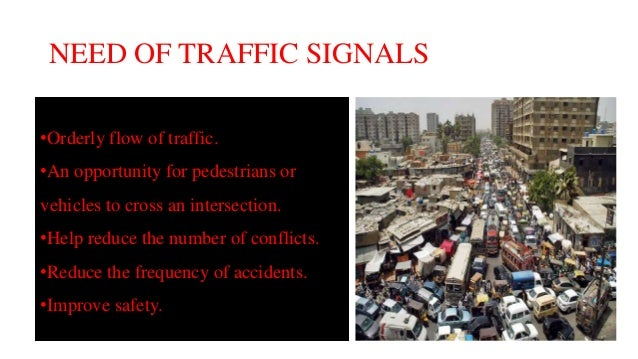 NEED OF TRAFFIC SIGNALS
•Orderly flow of traffic.
•An opportunity for pedestrians or
vehicles to cross an intersection.
•Help reduce the number of conflicts.
•Reduce the frequency of accidents.
•Improve safety.